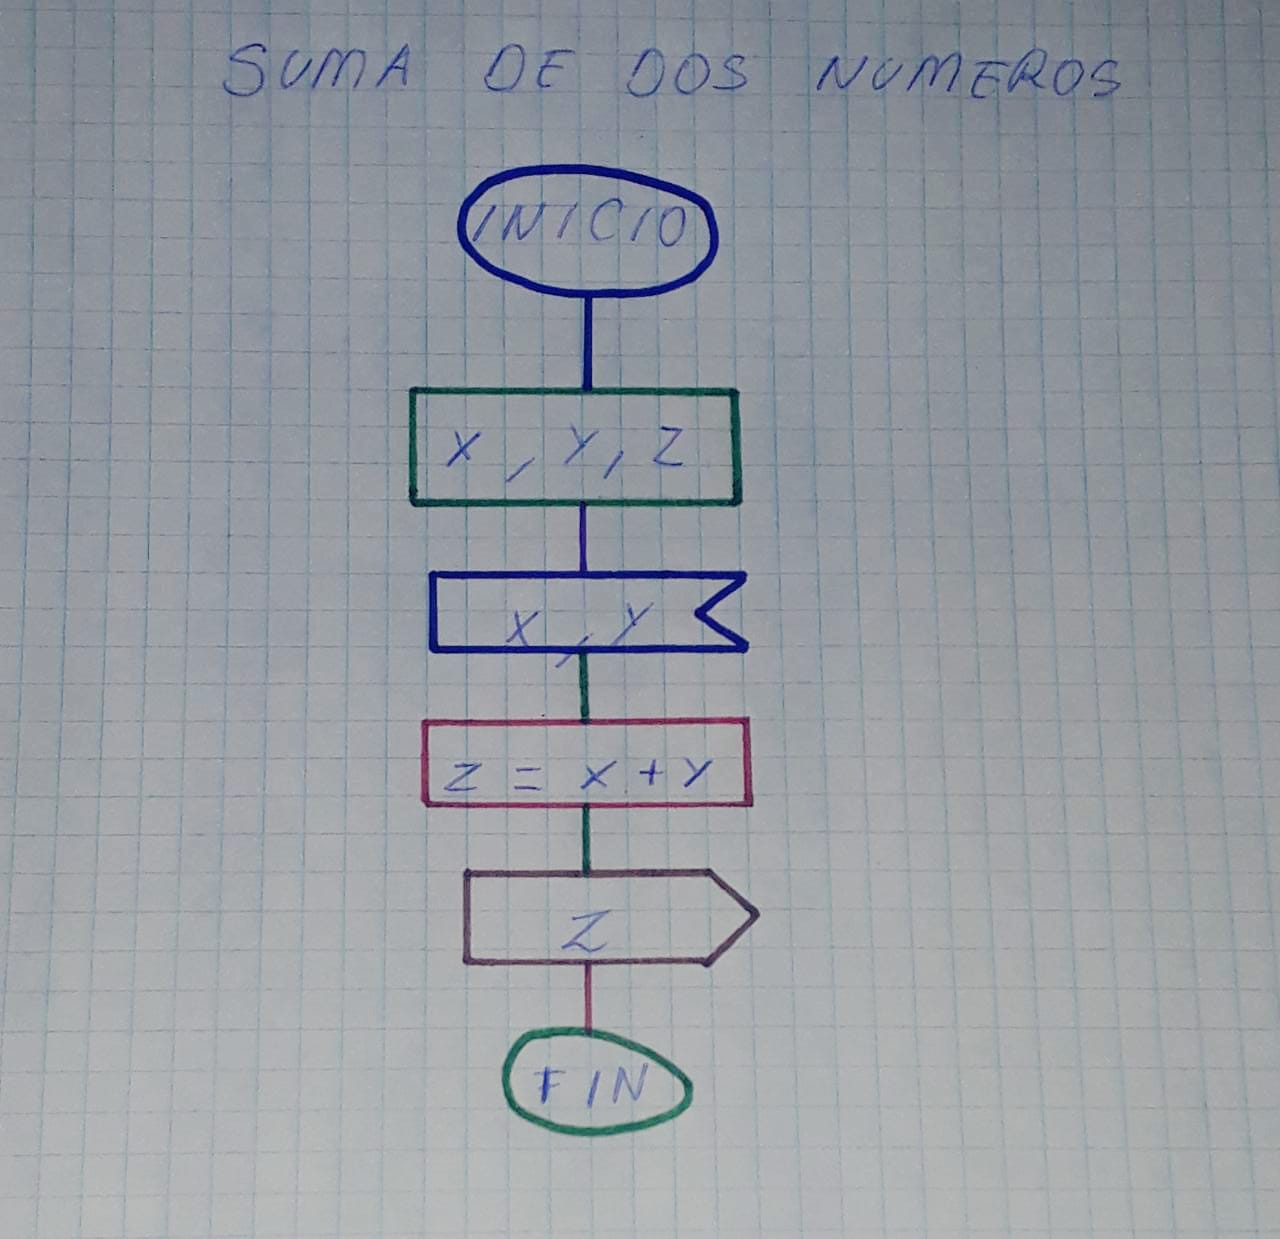 SUMA DE DOS NUMEROS
INICIO
X, Y, Z
X, Y
Z = X + Y
Z
FIN